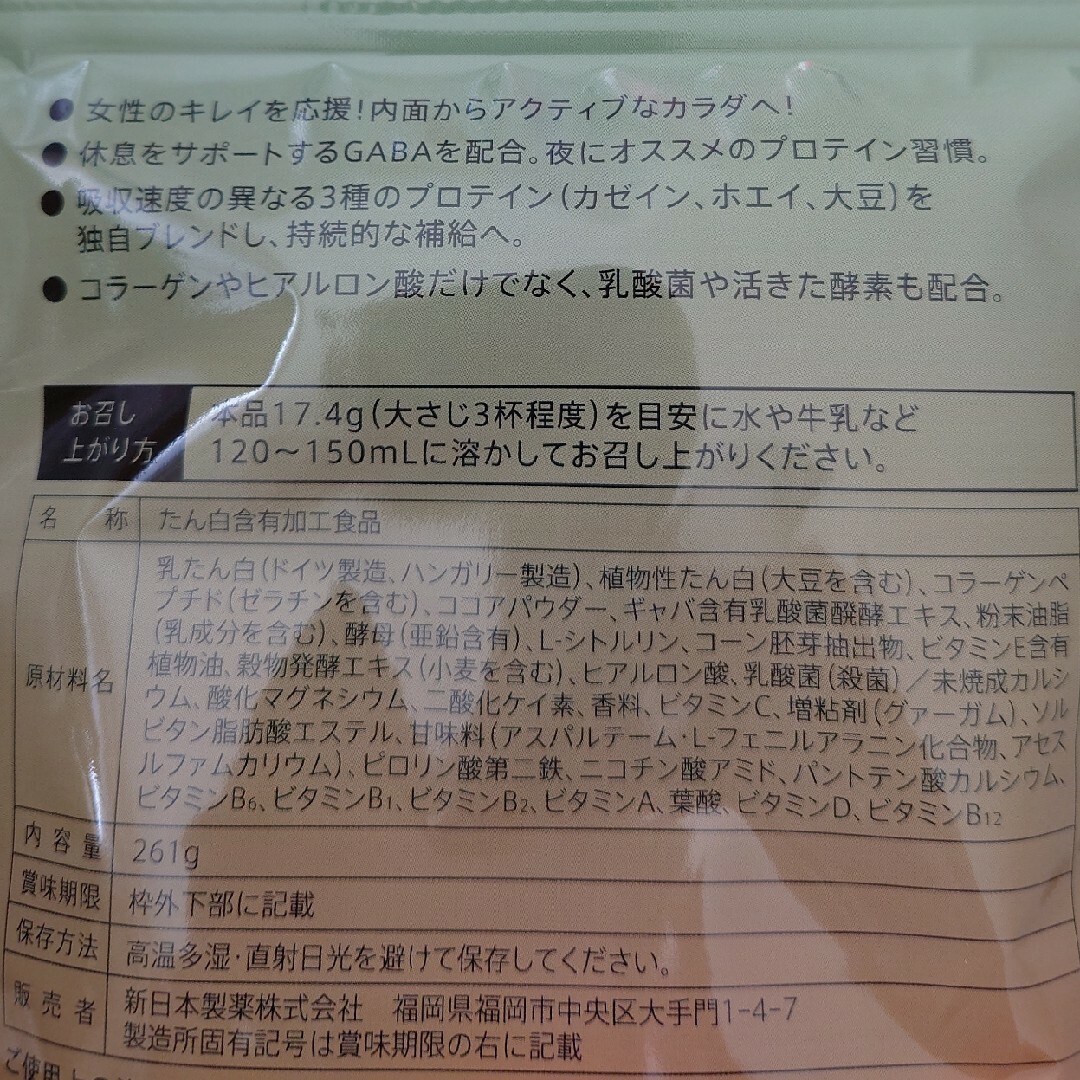 ● 女性のキレイを応援!内面からアクティブなカラダへ!
● 休息をサポートするGABAを配合。夜にオススメのプロテイン習慣。
● 吸収速度の異なる3種のプロテイン(カゼイン、ホエイ、大豆)を
独自ブレンドし、持続的な補給へ。
● コラーゲンやヒアルロン酸だけでなく、乳酸菌や活きた酵素も配合。
お召し
上がり方
本品17.4g(大さじ3杯程度)を目安に水や牛乳など
120〜150mLに溶かしてお召し上がりください。
名 称 たん白含有加工食品
原材料名
乳たん白(ドイツ製造、ハンガリー製造)、植物性たん白(大豆を含む)、コラーゲンペ
プチド(ゼラチンを含む)、ココアパウダー、ギャバ含有乳酸菌醗酵エキス、粉末油脂
(乳成分を含む)、酵母(亜鉛含有)、L-シトルリン、コーン胚芽抽出物、ビタミンE含有
植物油、穀物発酵エキス(小麦を含む)、ヒアルロン酸、乳酸菌(殺菌)/未焼成カルシ
ウム、酸化マグネシウム、二酸化ケイ素、香料、ビタミンC、増粘剤(グァーガム)、ソル
ビタン脂肪酸エステル、甘味料(アスパルテーム・L-フェニルアラニン化合物、アセス
ルファムカリウム)、ピロリン酸第二鉄、ニコチン酸アミド、パントテン酸カルシウム、
ビタミンB6、ビタミンB1、ビタミンB2、ビタミンA、葉酸、ビタミンD、ビタミンB12
内 容 量 261g
賞味期限 枠外下部に記載
保存方法 高温多湿・直射日光を避けて保存してください。
販 売 者 新日本製薬株式会社 福岡県福岡市中央区大手門1-4-7
製造所固有記号は賞味期限の右に記載
ご使用上の